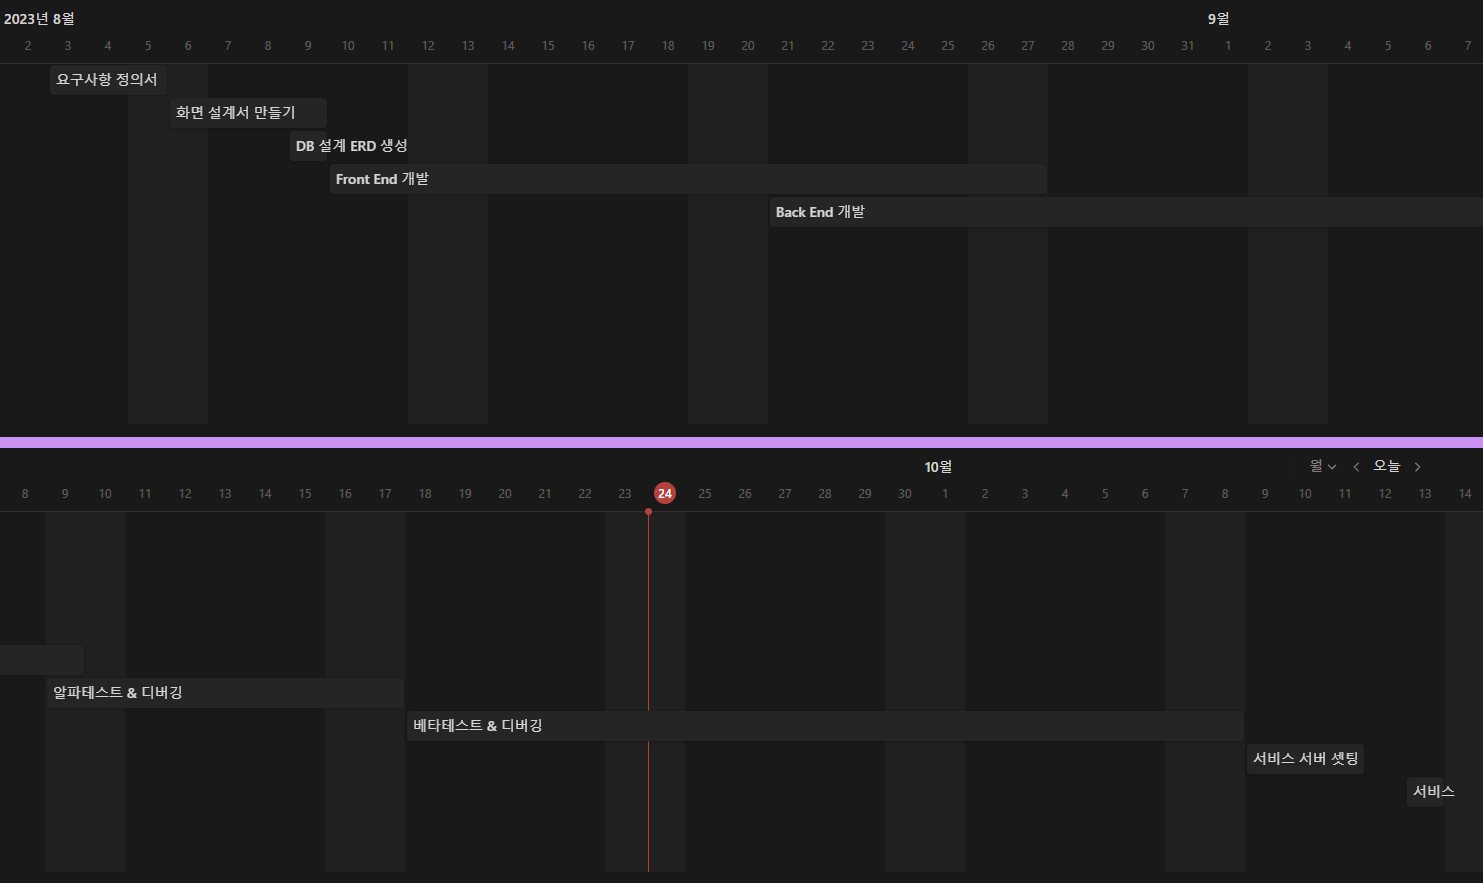 2023년 8월 9월
2 3 4 5 6 7 8 9 10 11 12 13 14 15 16 17 18 19 20 21 22 23 24 25 26 27 28 29 30 31 1 2 3 4 5 6 7
요구사항 정의서
화면 설계서 만들기
DB 설계 ERD 생성
Front End 개발
Back End 개발
10월 월 오늘
8 9 10 11 12 13 14 15 16 17 18 19 20 21 22 23 24 25 26 27 28 29 30 1 2 3 4 5 6 7 8 9 10 11 12 13 14
알파테스트 & 디버깅
베타테스트 & 디버깅
서비스 서버 셋팅
서비스